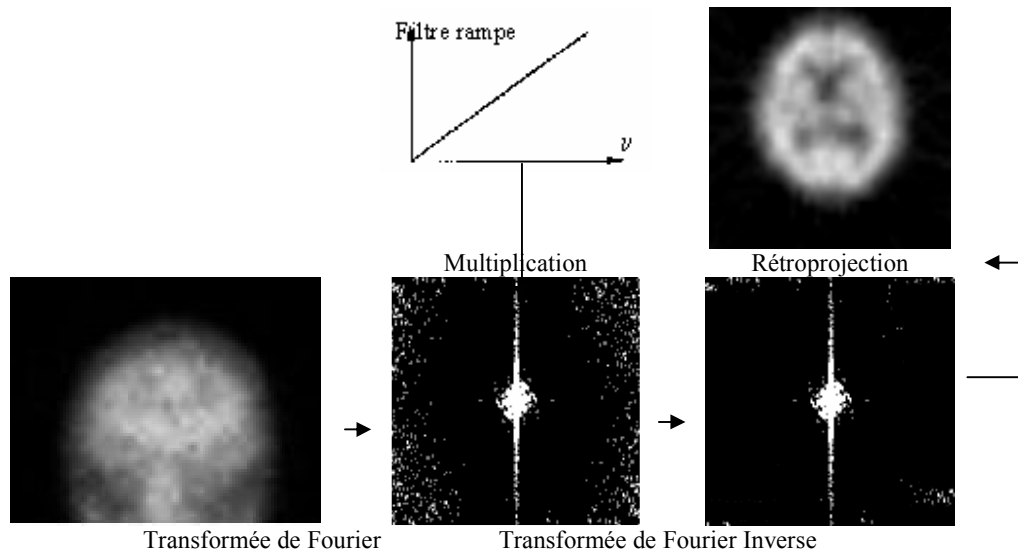 Filtre rampe
ν
Multiplication
Rétroprojection
Transformée de Fourier
Transformée de Fourier Inverse